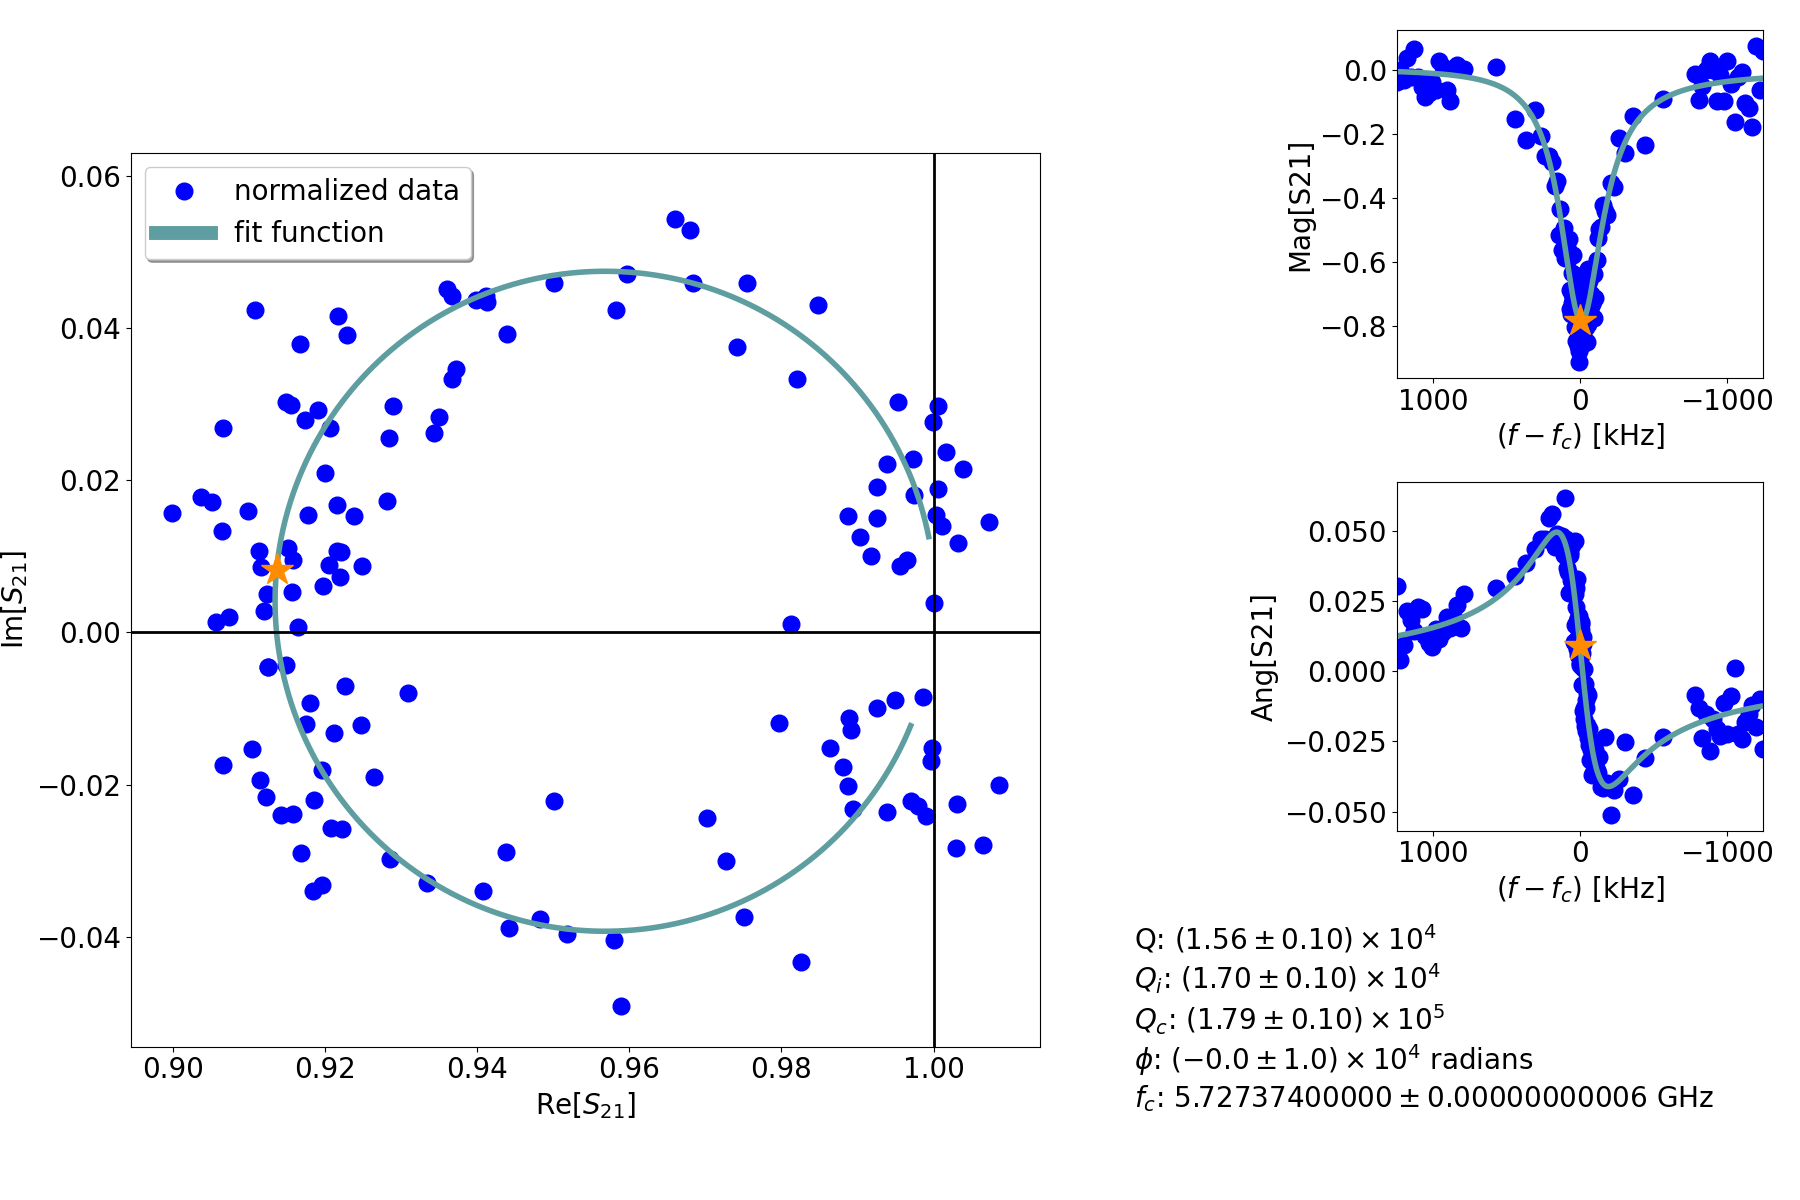 normalized data
fit function
0.06
0.04
0.02
0.00
−0.02
−0.04
Im[S21]
0.90 0.92 0.94 0.96 0.98 1.00
Re[S21]
0.0
−0.2
−0.4
−0.6
−0.8
Mag[S21]
1000 0 −1000
(f − fc) [kHz]
0.050
0.025
0.000
−0.025
−0.050
Ang[S21]
1000 0 −1000
(f − fc) [kHz]
Q: (1.56 ± 0.10) × 10^4
Qi: (1.70 ± 0.10) × 10^4
Qc: (1.79 ± 0.10) × 10^5
ϕ: (−0.0 ± 1.0) × 10^4 radians
fc: 5.72737400000 ± 0.00000000006 GHz